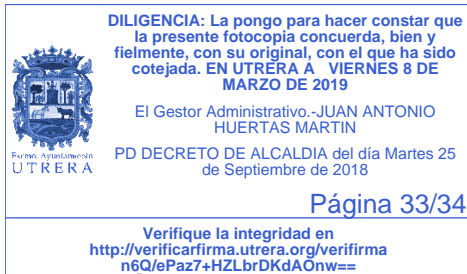 DILIGENCIA: La pongo para hacer constar que
la presente fotocopia concuerda, bien y
fielmente, con su original, con el que ha sido
cotejada. EN UTRERA A VIERNES 8 DE
MARZO DE 2019
El Gestor Administrativo.-JUAN ANTONIO
HUERTAS MARTIN
Excmo. Ayuntamiento
UTRERA
PD DECRETO DE ALCALDIA del día Martes 25
de Septiembre de 2018
Página 33/34
Verifique la integridad en
http://verificarfirma.utrera.org/verifirma
n6Q/ePaz7+HZLbrDKdAOnw==